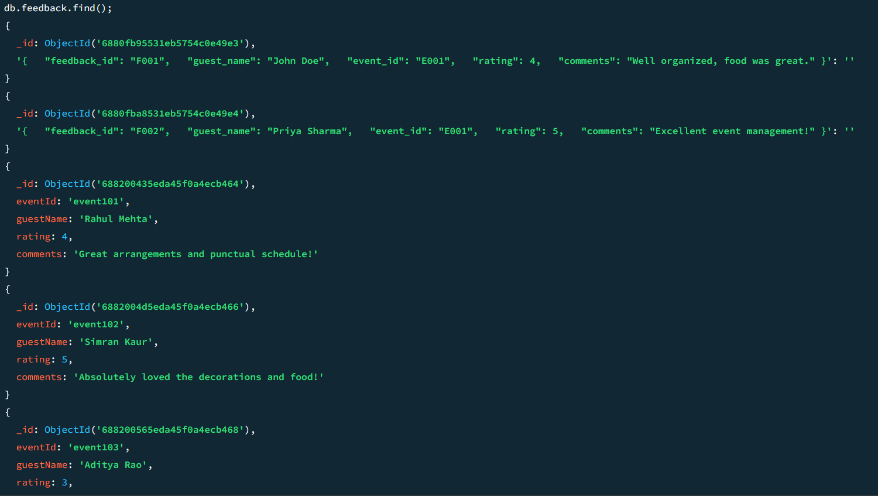 db.feedback.find();
{
_id: ObjectId('6880fb95531eb5754c0e49e3'),
'{   "feedback_id": "F001",   "guest_name": "John Doe",   "event_id": "E001",   "rating": 4,   "comments": "Well organized, food was great." }': ''
}
{
_id: ObjectId('6880fba8531eb5754c0e49e4'),
'{   "feedback_id": "F002",   "guest_name": "Priya Sharma",   "event_id": "E001",   "rating": 5,   "comments": "Excellent event management!" }': ''
}
{
_id: ObjectId('688200435eda45f0a4ecb464'),
eventId: 'event101',
guestName: 'Rahul Mehta',
rating: 4,
comments: 'Great arrangements and punctual schedule!'
}
{
_id: ObjectId('6882004d5eda45f0a4ecb466'),
eventId: 'event102',
guestName: 'Simran Kaur',
rating: 5,
comments: 'Absolutely loved the decorations and food!'
}
{
_id: ObjectId('688200565eda45f0a4ecb468'),
eventId: 'event103',
guestName: 'Aditya Rao',
rating: 3,